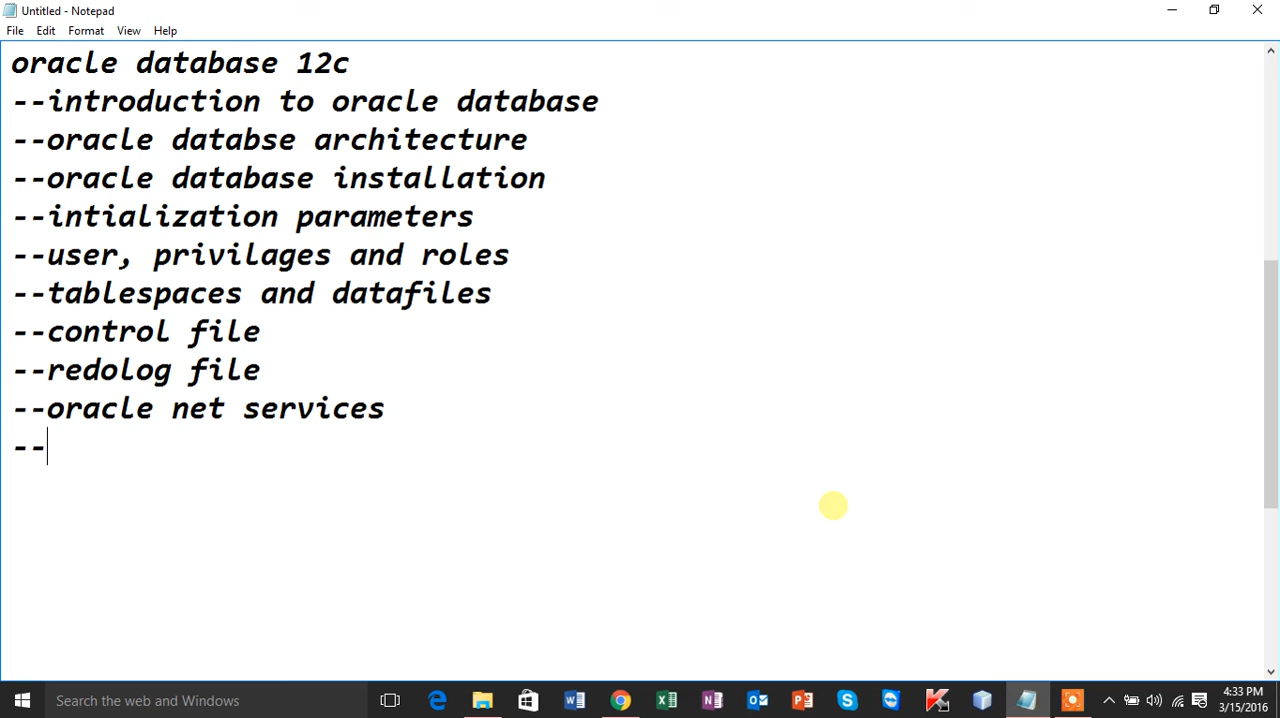 Untitled - Notepad
File Edit Format View Help
oracle database 12c
--introduction to oracle database
--oracle databse architecture
--oracle database installation
--intialization parameters
--user, privilages and roles
--tablespaces and datafiles
--control file
--redolog file
--oracle net services
--
Search the web and Windows
4:33 PM
3/15/2016